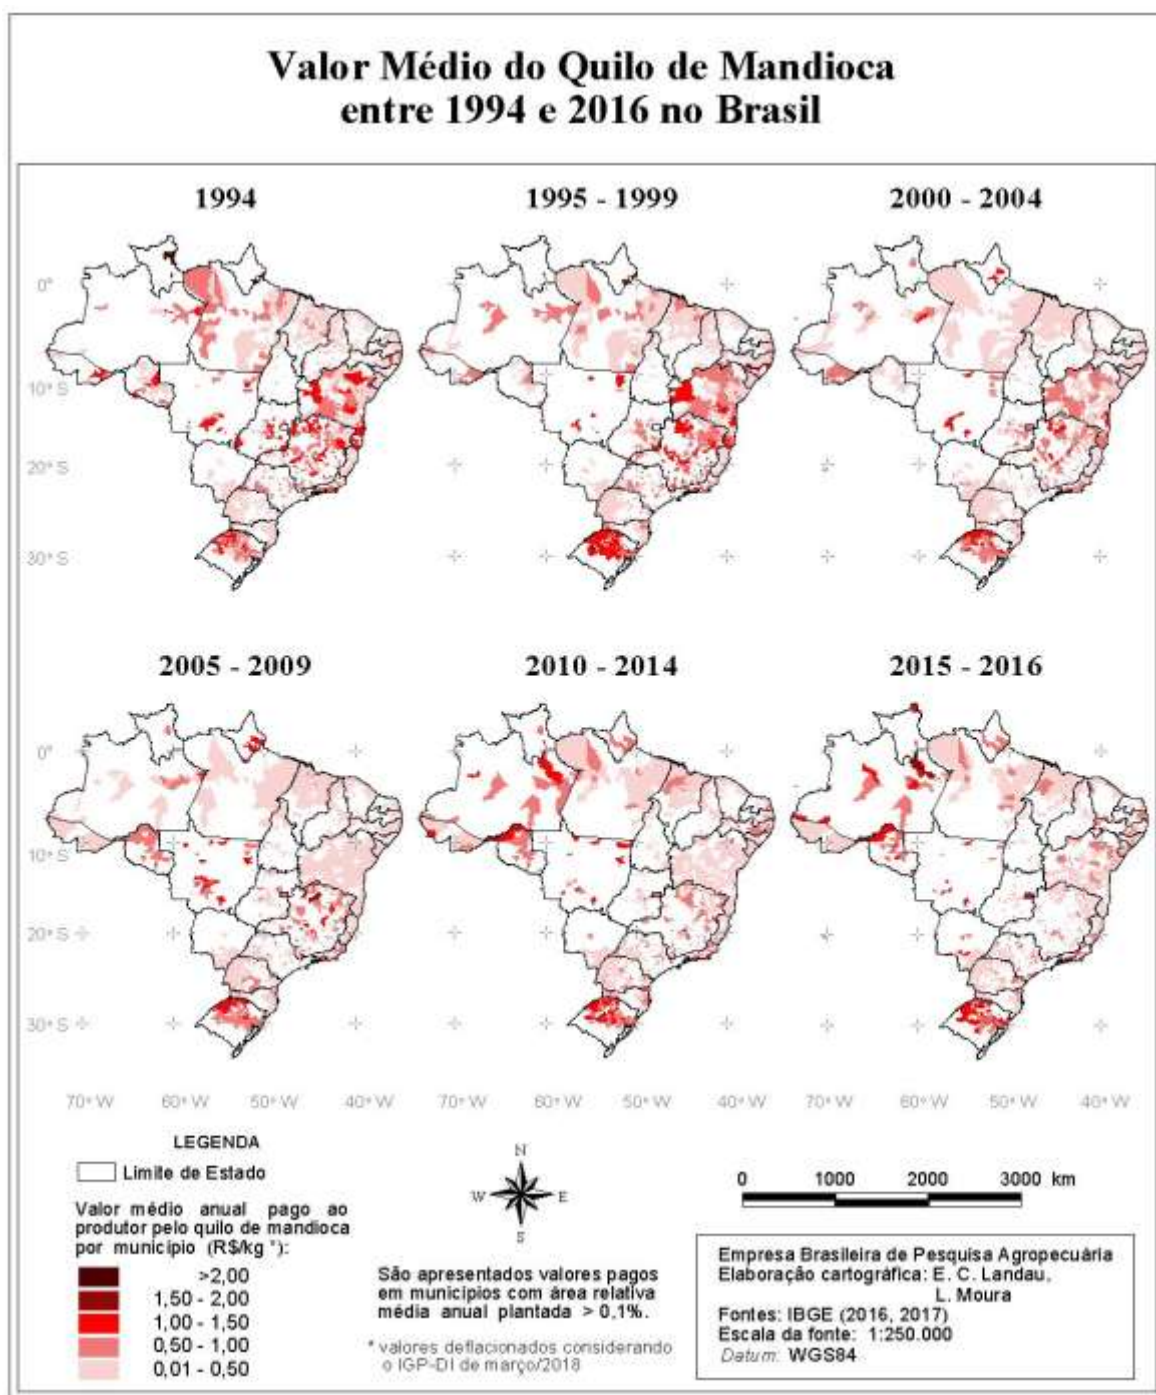 Valor Médio do Quilo de Mandioca
entre 1994 e 2016 no Brasil
1994
1995 - 1999
2000 - 2004
0°
10° S
20° S
30° S
2005 - 2009
2010 - 2014
2015 - 2016
0°
10° S
20° S
30° S
70° W 60° W 50° W 40° W 70° W 60° W 50° W 40° W 70° W 60° W 50° W 40° W
LEGENDA
Limite de Estado
Valor médio anual pago ao
produtor pelo quilo de mandioca
por município (R$/kg *):
>2,00
1,50 - 2,00
1,00 - 1,50
0,50 - 1,00
0,01 - 0,50
N
W E
S
São apresentados valores pagos
em municípios com área relativa
média anual plantada > 0,1%.
* valores deflacionados considerando
o IGP-DI de março/2018
0 1000 2000 3000 km
Empresa Brasileira de Pesquisa Agropecuária
Elaboração cartográfica: E. C. Landau,
L. Moura
Fontes: IBGE (2016, 2017)
Escala da fonte: 1:250.000
Datum: WGS84